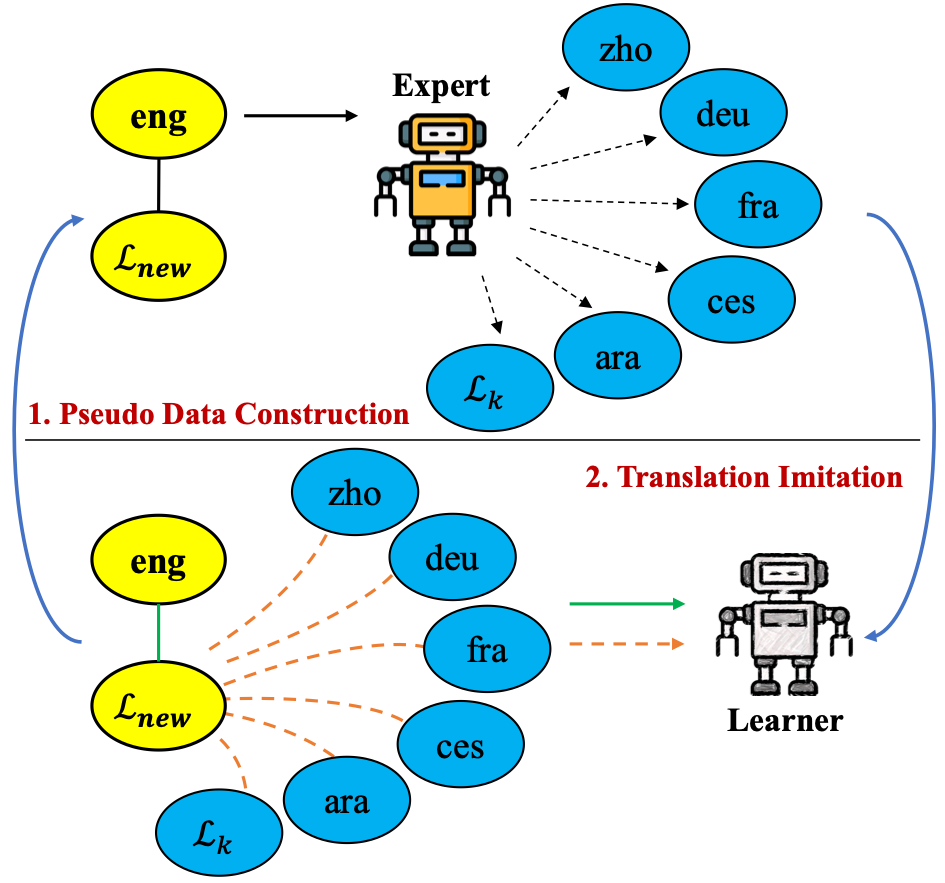 zho
Expert
eng
deu
fra
ℒnew
ces
ara
ℒk
1. Pseudo Data Construction
2. Translation Imitation
zho
eng
deu
fra
ℒnew
Learner
ces
ara
ℒk